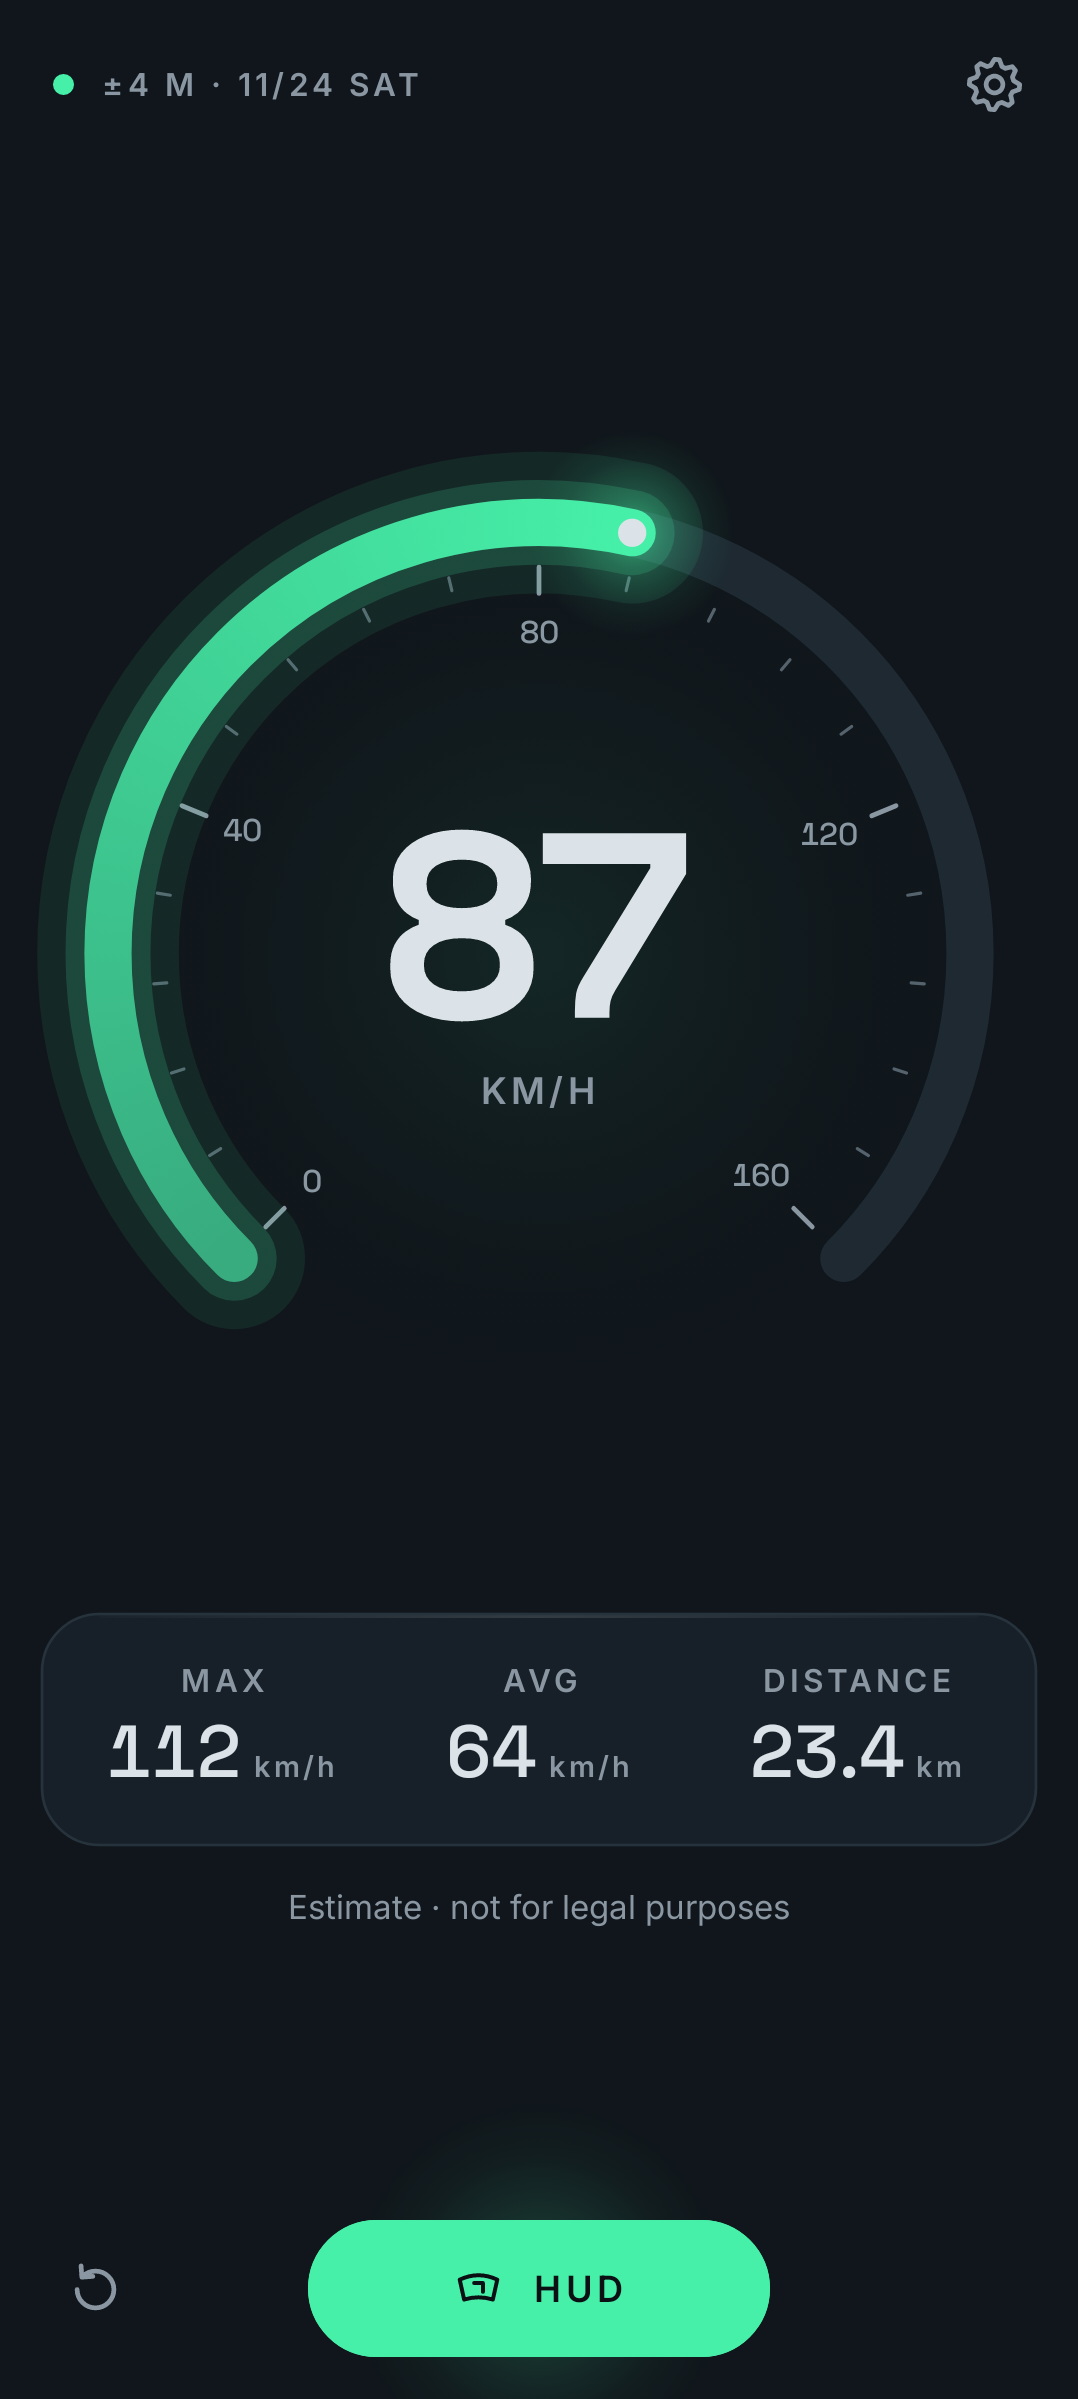 ±4 M · 11/24 SAT
80
40
120
87
KM/H
0
160
MAX AVG DISTANCE
112 km/h 64 km/h 23.4 km
Estimate · not for legal purposes
HUD